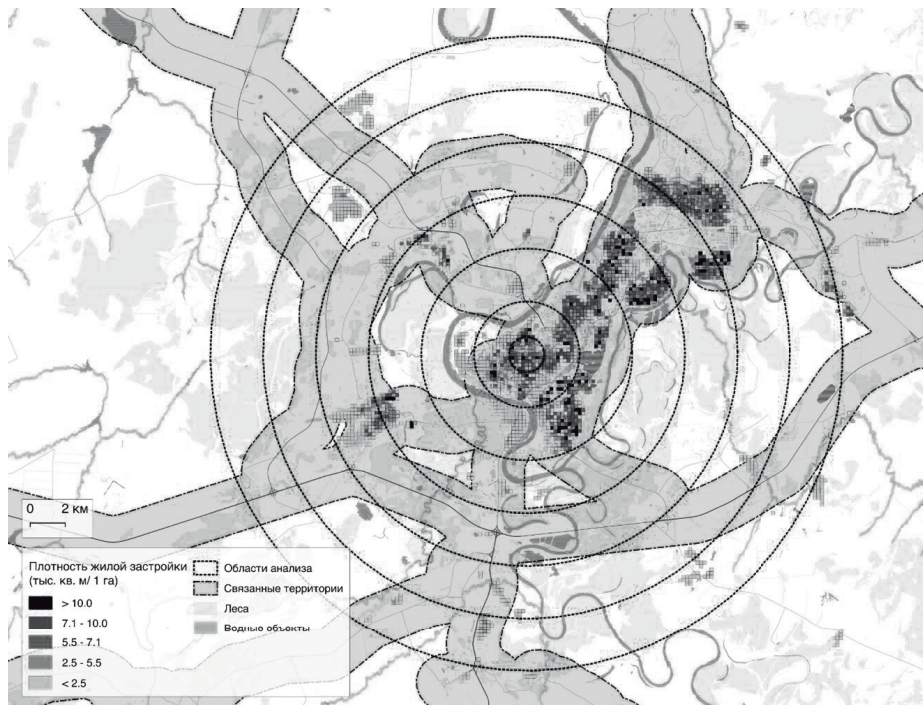 0 2 км
Плотность жилой застройки
(тыс. кв. м/ 1 га)
> 10.0
7.1 - 10.0
5.5 - 7.1
2.5 - 5.5
< 2.5
Области анализа
Связанные территории
Леса
Водные объекты